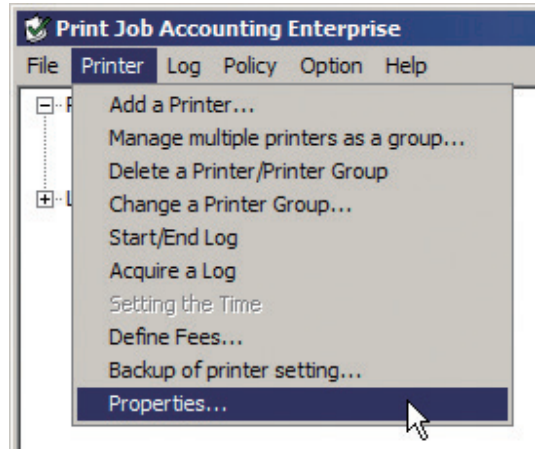 Print Job Accounting Enterprise
File Printer Log Policy Option Help
Add a Printer...
Manage multiple printers as a group...
Delete a Printer/Printer Group
Change a Printer Group...
Start/End Log
Acquire a Log
Setting the Time
Define Fees...
Backup of printer setting...
Properties...